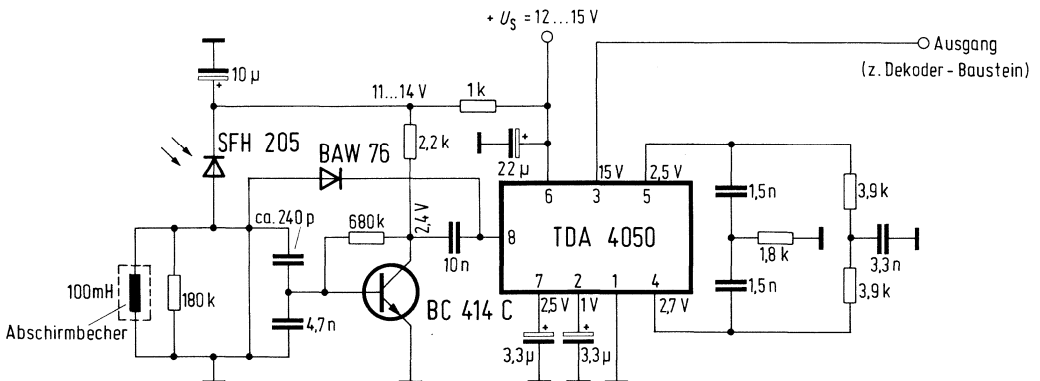 + U_S = 12...15 V
Ausgang
(z. Dekoder - Baustein)
10 µ
11...14 V
1 k
SFH 205
BAW 76
2,2 k
22 µ
15 V
2,5 V
6
3
5
1,5 n
3,9 k
ca. 240 p
680 k
2,4 V
8
TDA 4050
10 n
1,8 k
3,3 n
100mH
180 k
BC 414 C
7
2
1
4
2,5 V
1 V
2,7 V
1,5 n
3,9 k
Abschirmbecher
4,7 n
3,3 µ
3,3 µ